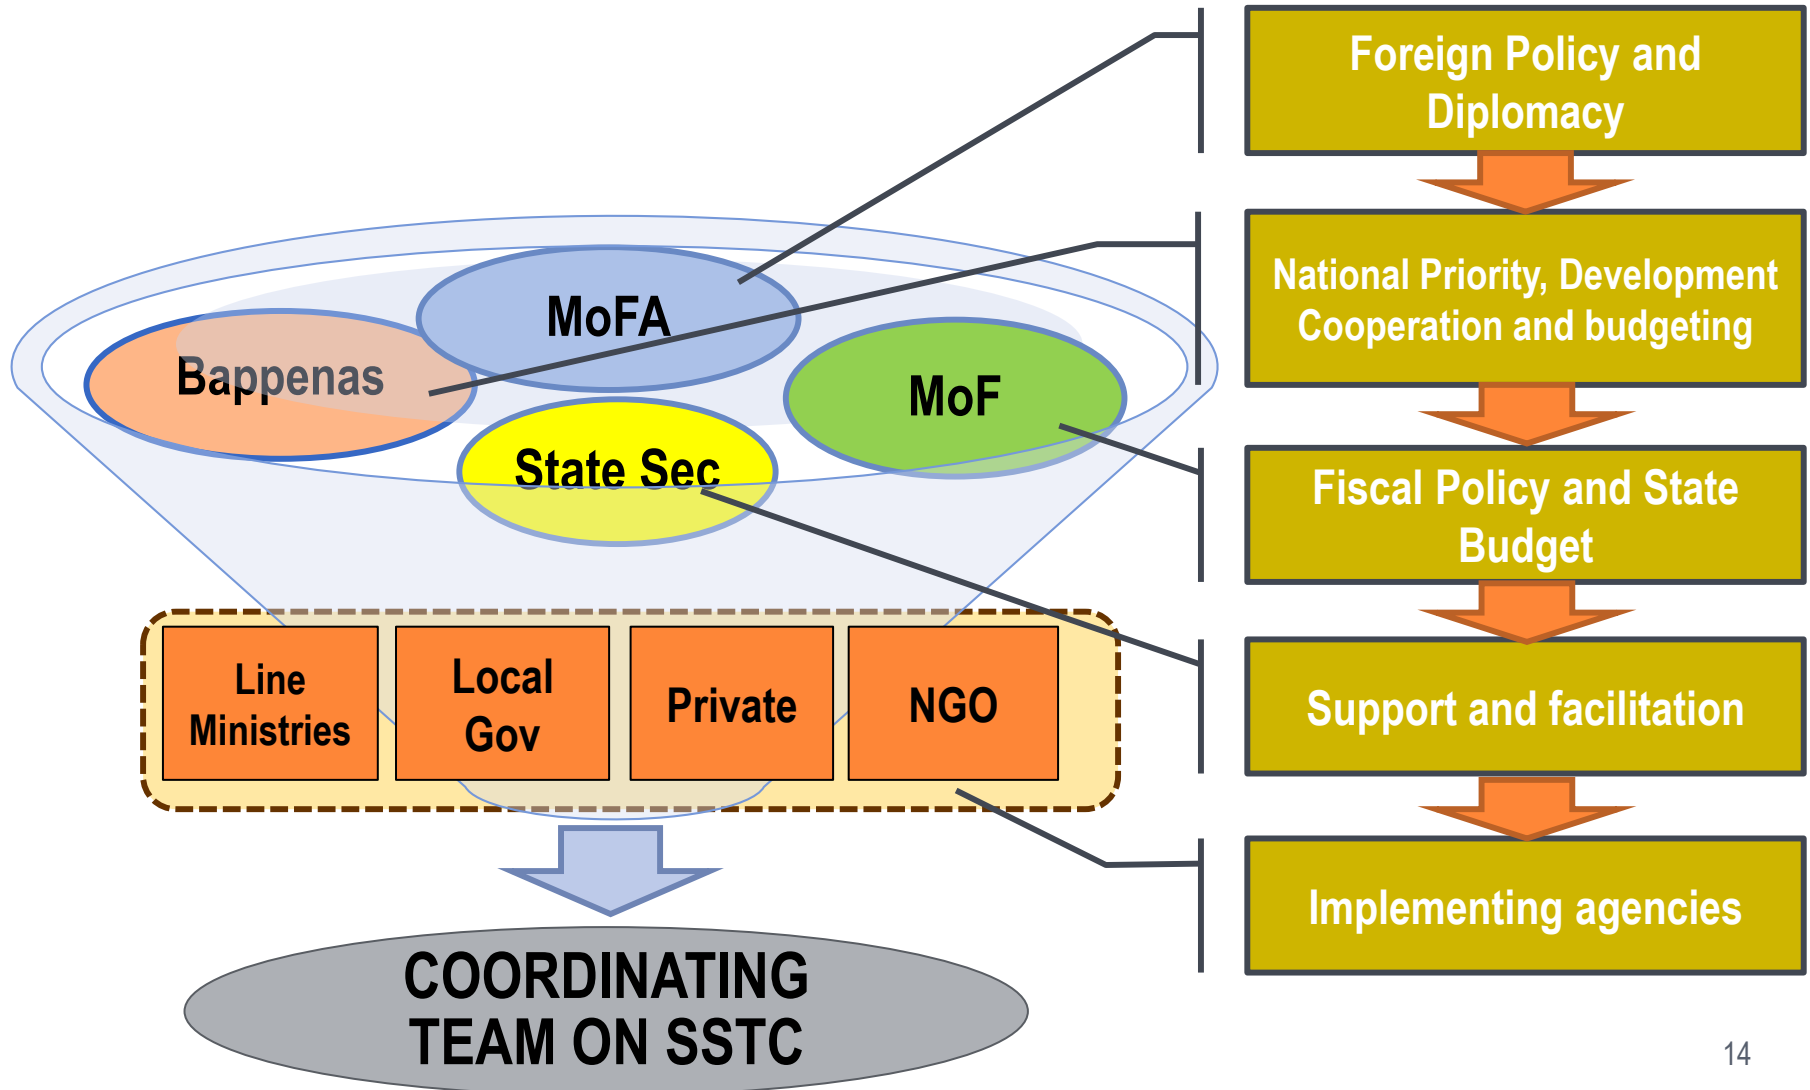 Foreign Policy and
Diplomacy
National Priority, Development
Cooperation and budgeting
Fiscal Policy and State
Budget
Support and facilitation
Implementing agencies
MoFA
Bappenas
MoF
State Sec
Line
Ministries
Local
Gov
Private
NGO
COORDINATING
TEAM ON SSTC
14